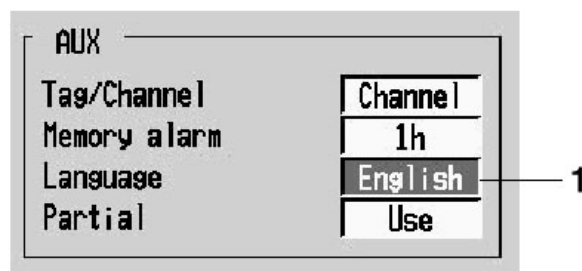 AUX
Tag/Channel Channel
Memory alarm 1h
Language English 1
Partial Use